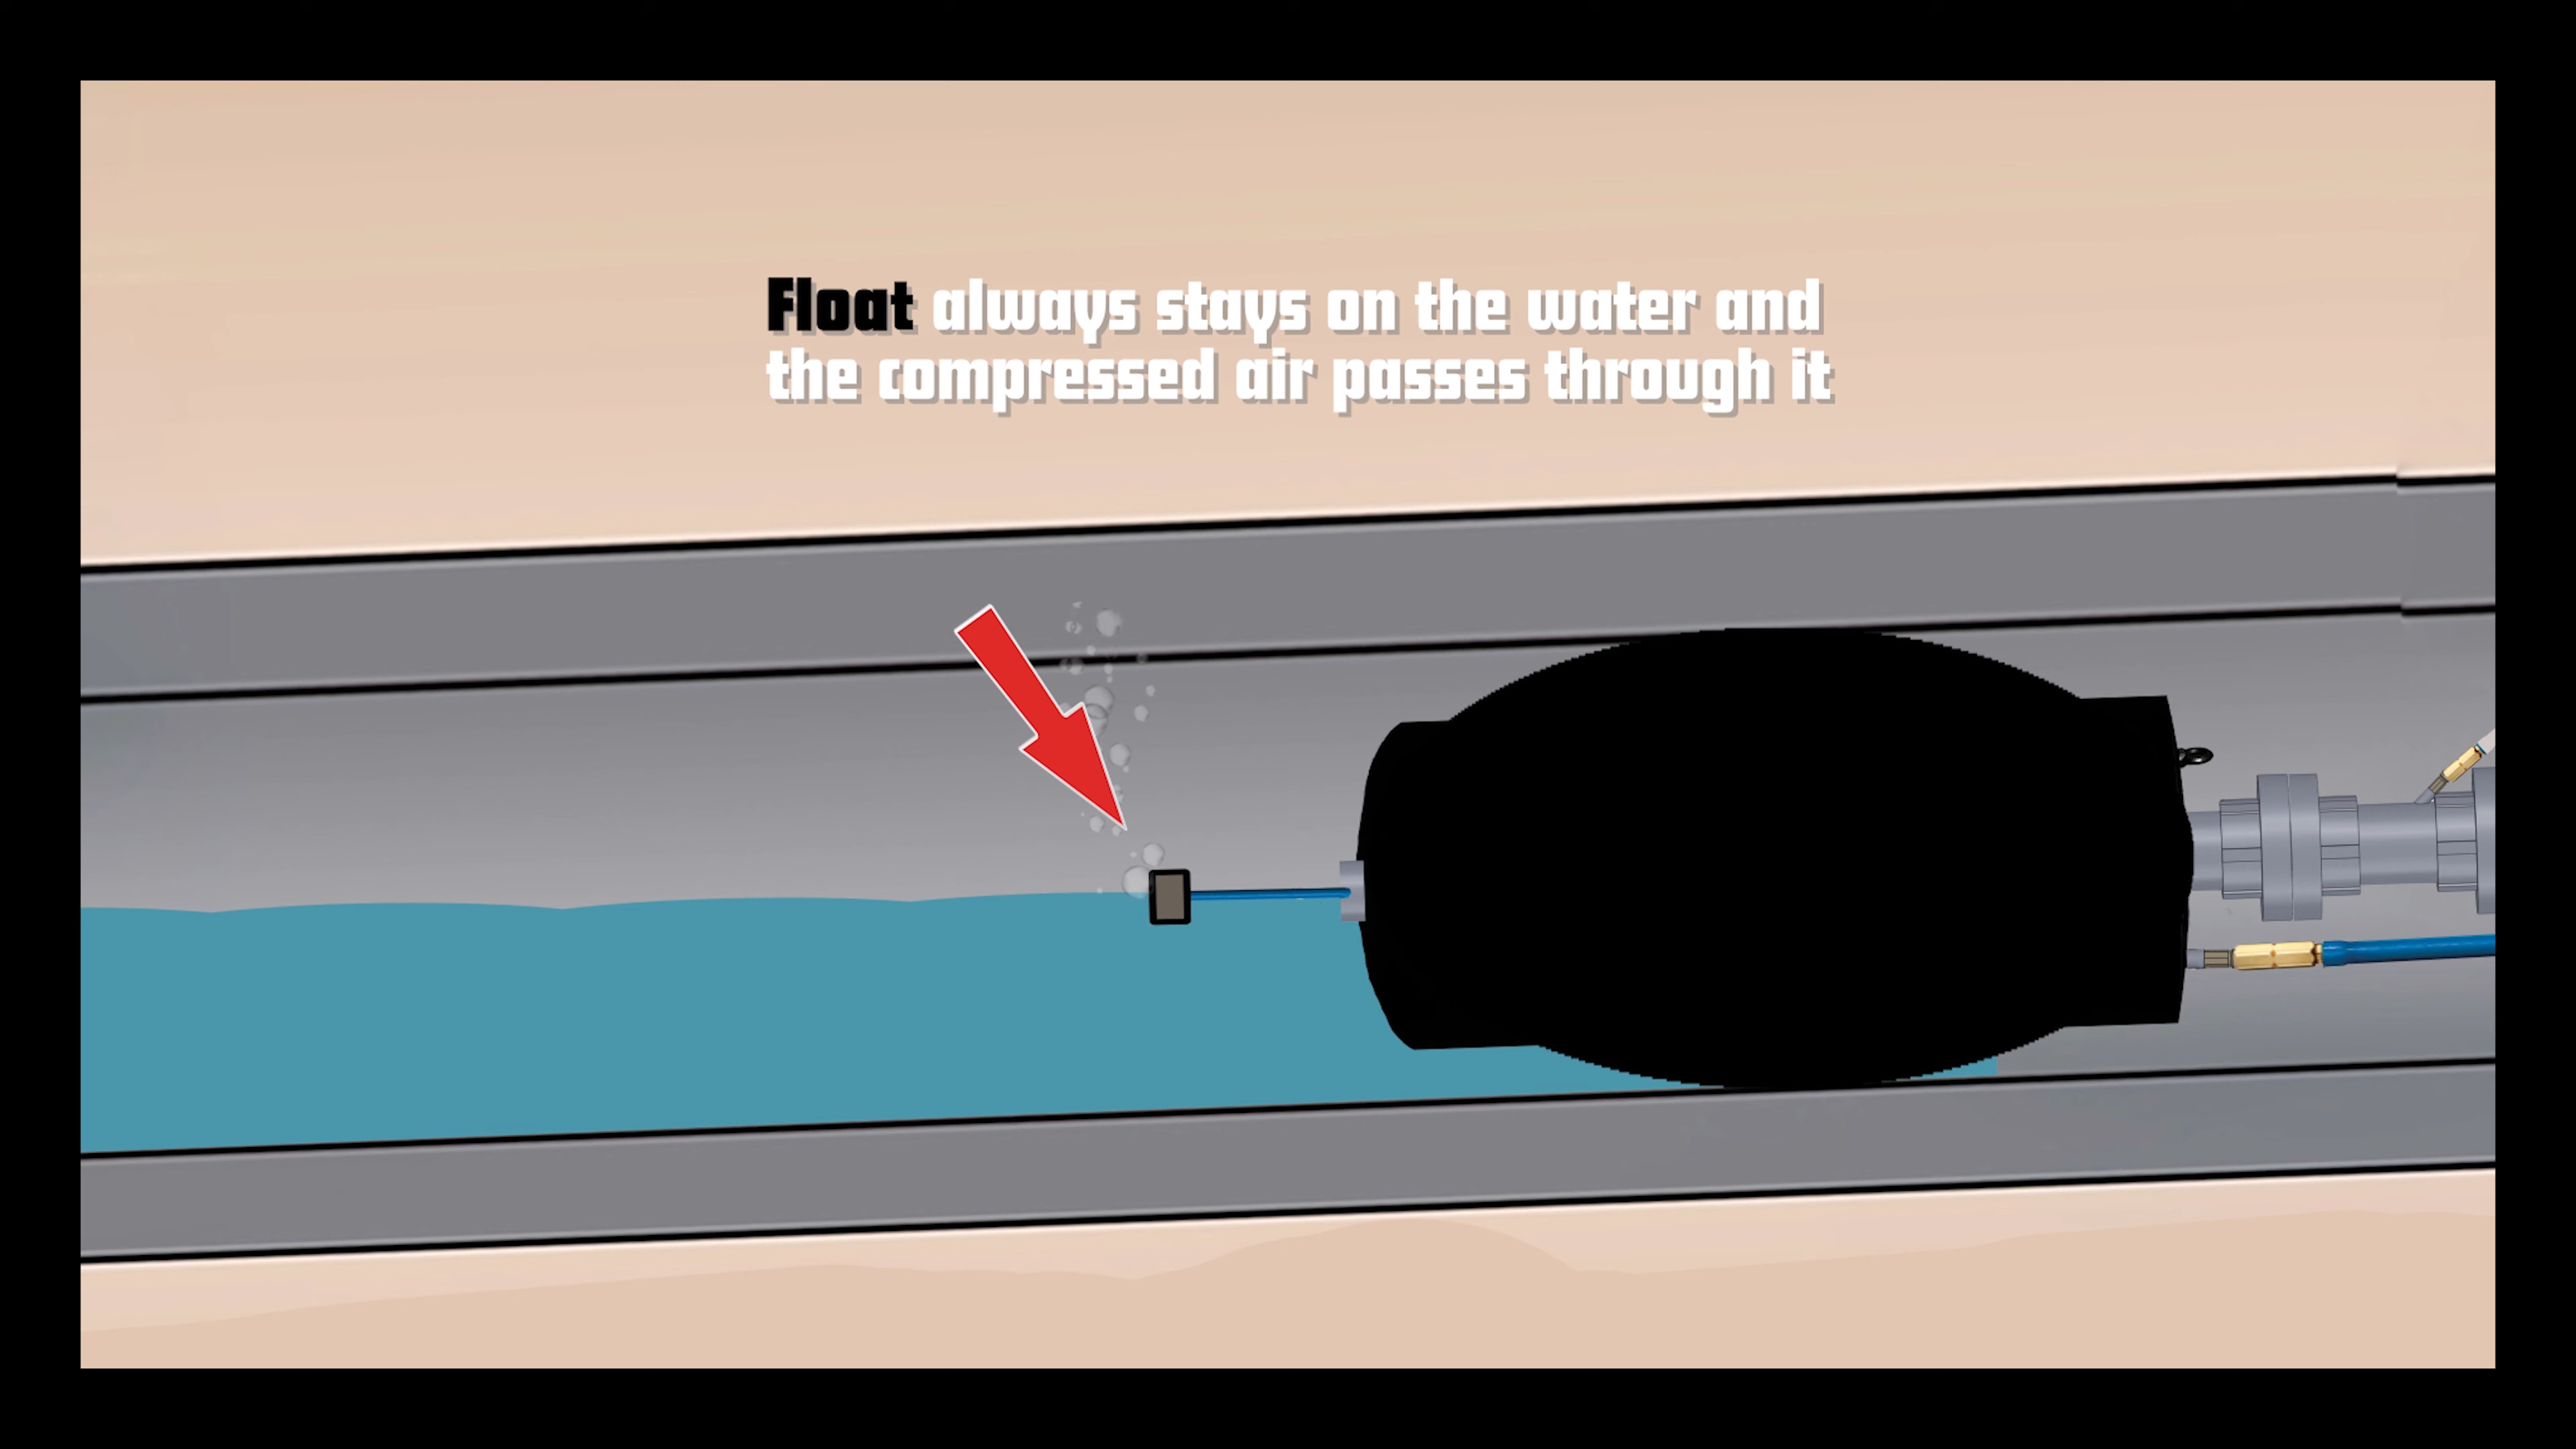 Float always stays on the water and
the compressed air passes through it